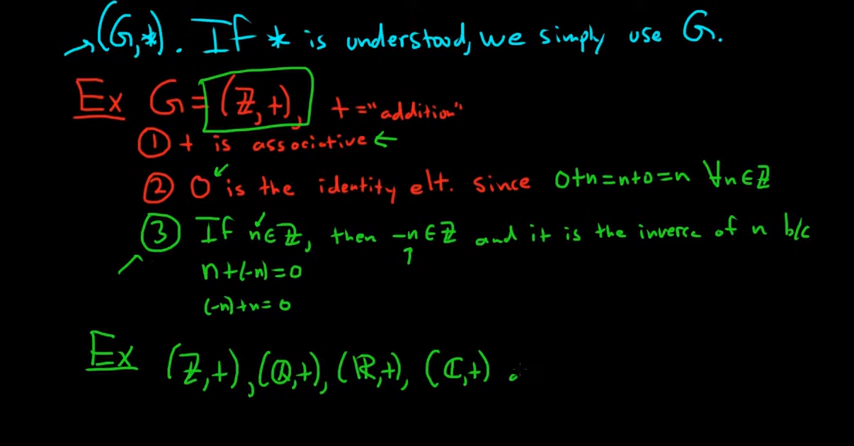 (G,*). If * is understood, we simply use G.
Ex G = (ℤ,+), + = "addition"
① + is associative ←
② 0 is the identity elt. since 0+n=n+0=n ∀n∈ℤ
③ If n∈ℤ, then -n∈ℤ and it is the inverse of n b/c
n+(-n)=0
(-n)+n=0
Ex (ℤ,+), (ℚ,+), (ℝ,+), (ℂ,+)